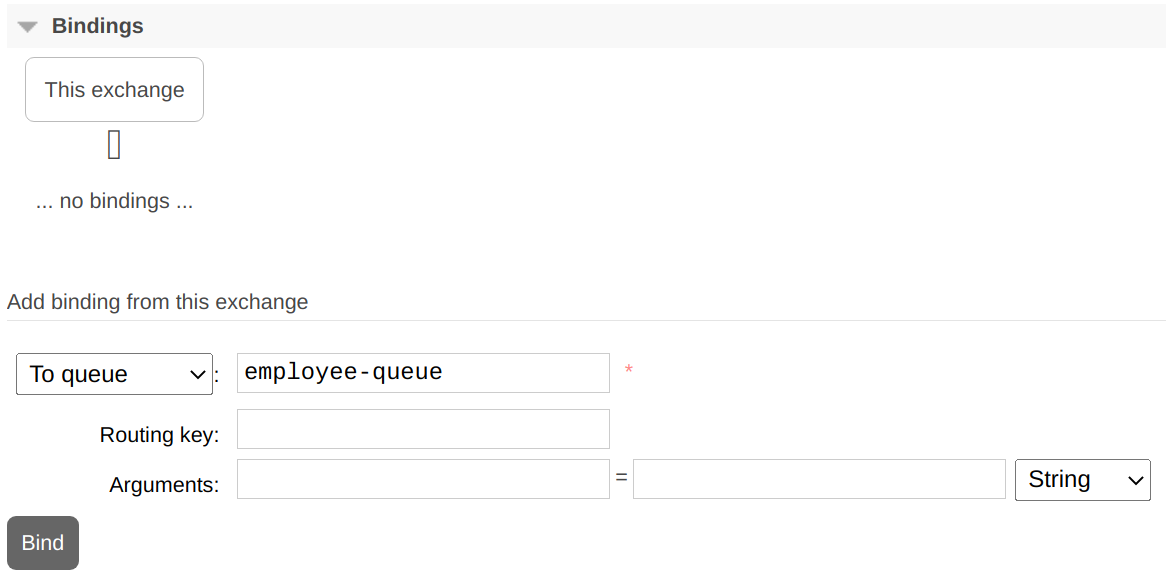 Bindings
This exchange
... no bindings ...
Add binding from this exchange
To queue : employee-queue *
Routing key:
Arguments: = String
Bind